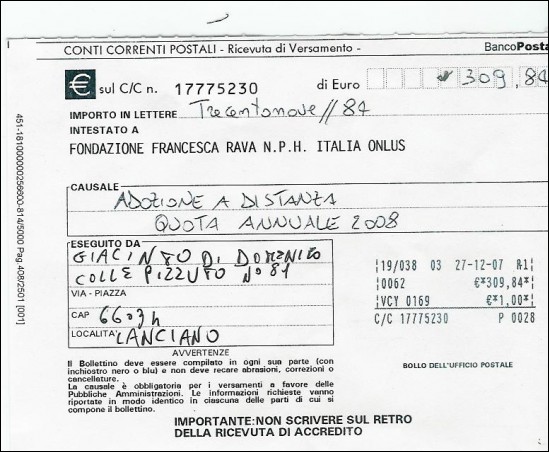 CONTI CORRENTI POSTALI - Ricevuta di Versamento -
BancoPosta
€ sul C/C n. 17775230 di Euro 309,84
IMPORTO IN LETTERE Trecentonove//84
INTESTATO A
FONDAZIONE FRANCESCA RAVA N.P.H. ITALIA ONLUS
CAUSALE
ADOZIONE A DISTANZA
QUOTA ANNUALE 2008
ESEGUITO DA
GIACINTO DI DOMENICO
COLLE PIZZUTO No 81
VIA - PIAZZA
CAP 66034
LOCALITA' LANCIANO
19/038 03 27-12-07 R1
0062 €*309,84*
VCY 0169 €*1,00*
C/C 17775230 P 0028
BOLLO DELL'UFFICIO POSTALE
AVVERTENZE
Il Bollettino deve essere compilato in ogni sua parte (con
inchiostro nero o blu) e non deve recare abrasioni, correzioni o
cancellature.
La causale è obbligatoria per i versamenti a favore delle
Pubbliche Amministrazioni. Le informazioni richieste vanno
riportate in modo identico in ciascuna delle parti di cui si
compone il bollettino.
IMPORTANTE:NON SCRIVERE SUL RETRO
DELLA RICEVUTA DI ACCREDITO